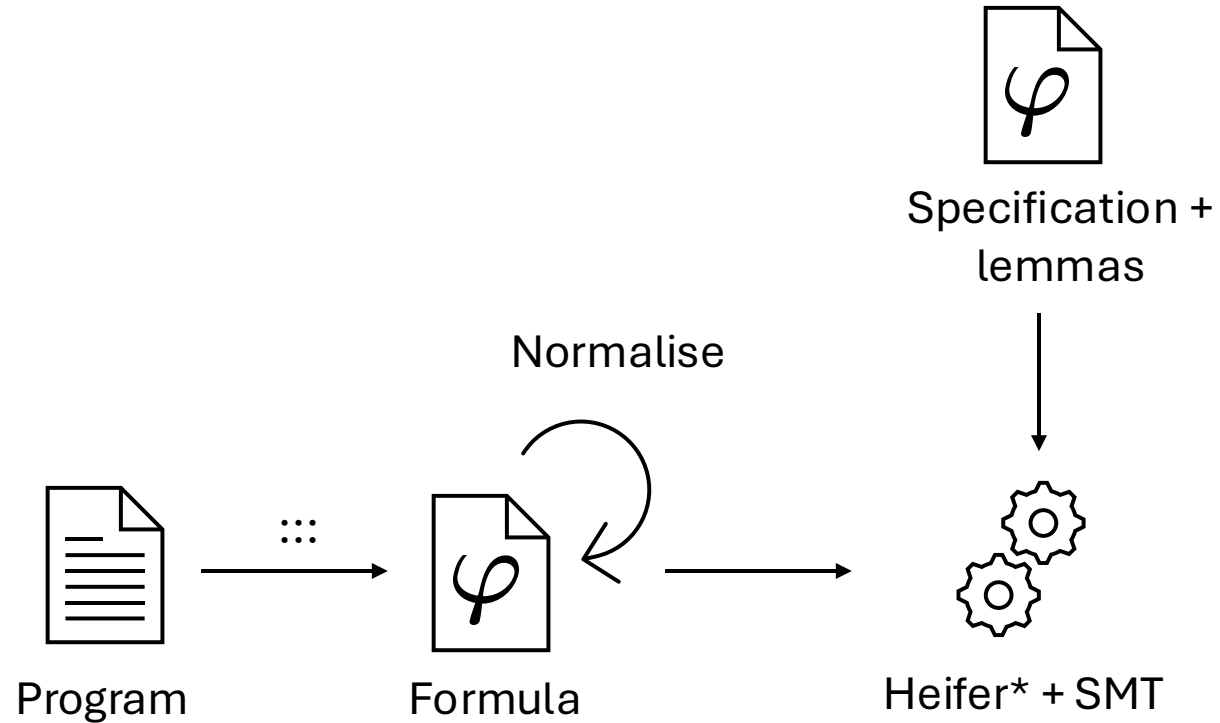 φ
Specification +
lemmas
Normalise
:::
φ
Program
Formula
Heifer* + SMT